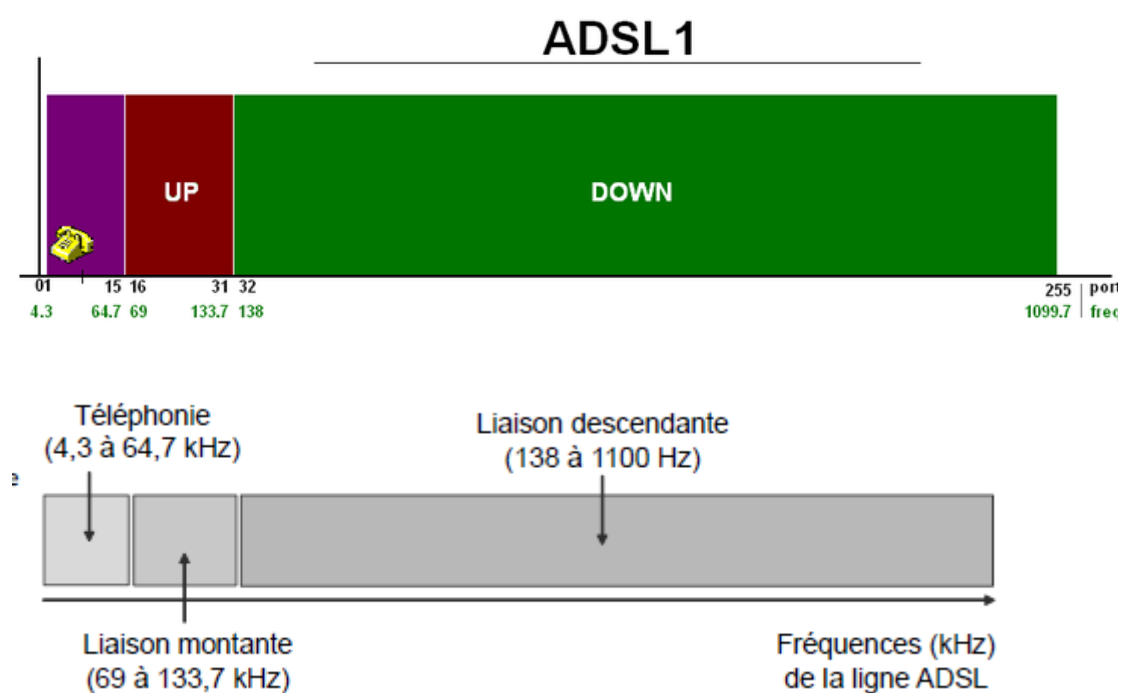 ADSL1
UP
DOWN
01 15 16 31 32 255
4.3 64.7 69 133.7 138 1099.7
Téléphonie
(4,3 à 64,7 kHz)
Liaison descendante
(138 à 1100 Hz)
e
Liaison montante
(69 à 133,7 kHz)
Fréquences (kHz)
de la ligne ADSL